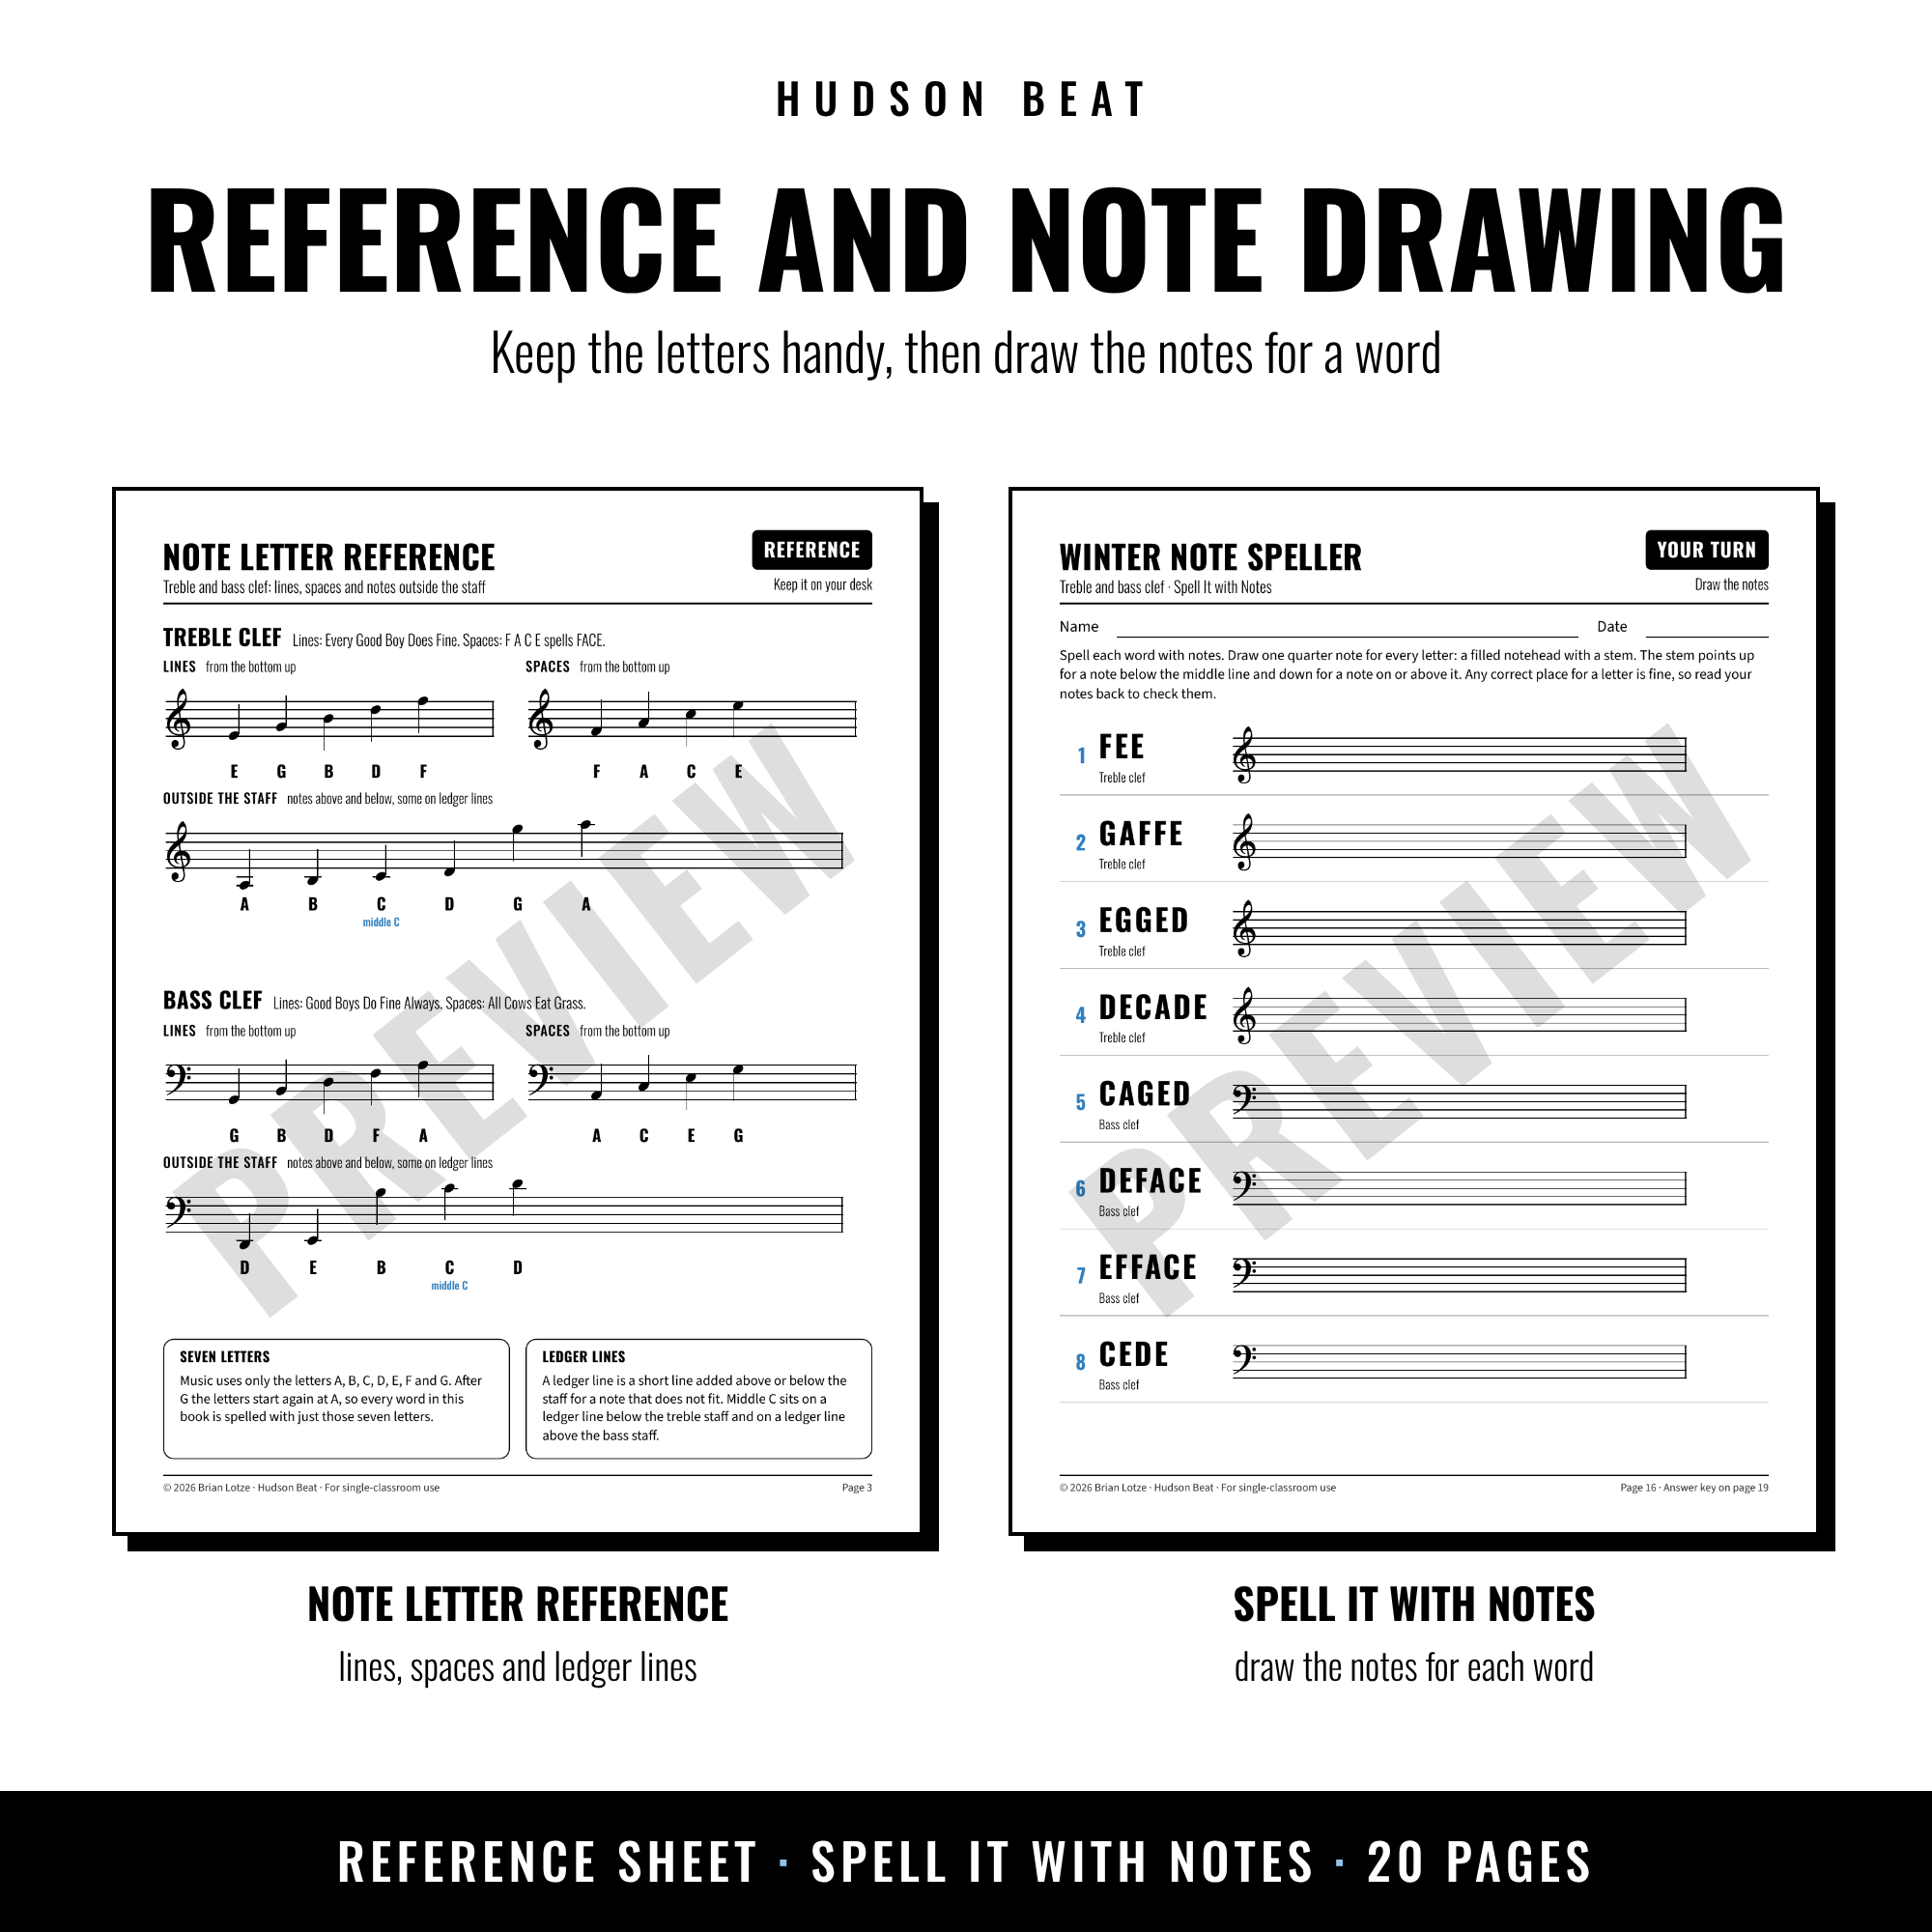 HUDSON BEAT
REFERENCE AND NOTE DRAWING
Keep the letters handy, then draw the notes for a word
NOTE LETTER REFERENCE
REFERENCE
Treble and bass clef: lines, spaces and notes outside the staff
Keep it on your desk
TREBLE CLEF Lines: Every Good Boy Does Fine. Spaces: F A C E spells FACE.
LINES from the bottom up
SPACES from the bottom up
E G B D F
F A C E
OUTSIDE THE STAFF notes above and below, some on ledger lines
A B C D G A
middle C
BASS CLEF Lines: Good Boys Do Fine Always. Spaces: All Cows Eat Grass.
LINES from the bottom up
SPACES from the bottom up
G B D F A
A C E G
OUTSIDE THE STAFF notes above and below, some on ledger lines
D E B C D
middle C
SEVEN LETTERS
Music uses only the letters A, B, C, D, E, F and G. After
G the letters start again at A, so every word in this
book is spelled with just those seven letters.
LEDGER LINES
A ledger line is a short line added above or below the
staff for a note that does not fit. Middle C sits on a
ledger line below the treble staff and on a ledger line
above the bass staff.
© 2026 Brian Lotze · Hudson Beat · For single-classroom use
Page 3
PREVIEW
WINTER NOTE SPELLER
YOUR TURN
Treble and bass clef · Spell It with Notes
Draw the notes
Name
Date
Spell each word with notes. Draw one quarter note for every letter: a filled notehead with a stem. The stem points up
for a note below the middle line and down for a note on or above it. Any correct place for a letter is fine, so read your
notes back to check them.
1 FEE
Treble clef
2 GAFFE
Treble clef
3 EGGED
Treble clef
4 DECADE
Treble clef
5 CAGED
Bass clef
6 DEFACE
Bass clef
7 EFFACE
Bass clef
8 CEDE
Bass clef
© 2026 Brian Lotze · Hudson Beat · For single-classroom use
Page 16 · Answer key on page 19
PREVIEW
NOTE LETTER REFERENCE
lines, spaces and ledger lines
SPELL IT WITH NOTES
draw the notes for each word
REFERENCE SHEET · SPELL IT WITH NOTES · 20 PAGES